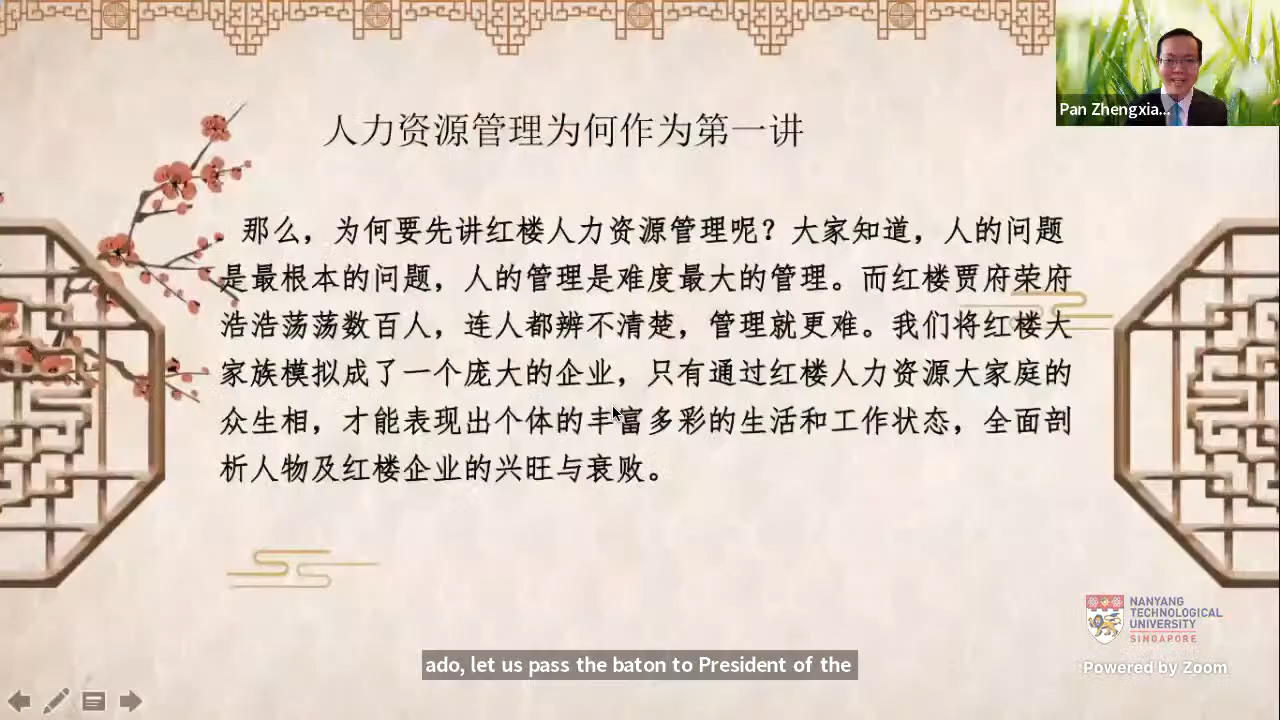 人力资源管理为何作为第一讲
Pan Zhengxia...
那么，为何要先讲红楼人力资源管理呢？大家知道，人的问题
是最根本的问题，人的管理是难度最大的管理。而红楼贾府荣府
浩浩荡荡数百人，连人都辨不清楚，管理就更难。我们将红楼大
家族模拟成了一个庞大的企业，只有通过红楼人力资源大家庭的
众生相，才能表现出个体的丰富多彩的生活和工作状态，全面剖
析人物及红楼企业的兴旺与衰败。
NANYANG
TECHNOLOGICAL
UNIVERSITY
SINGAPORE
ado, let us pass the baton to President of the
Powered by Zoom